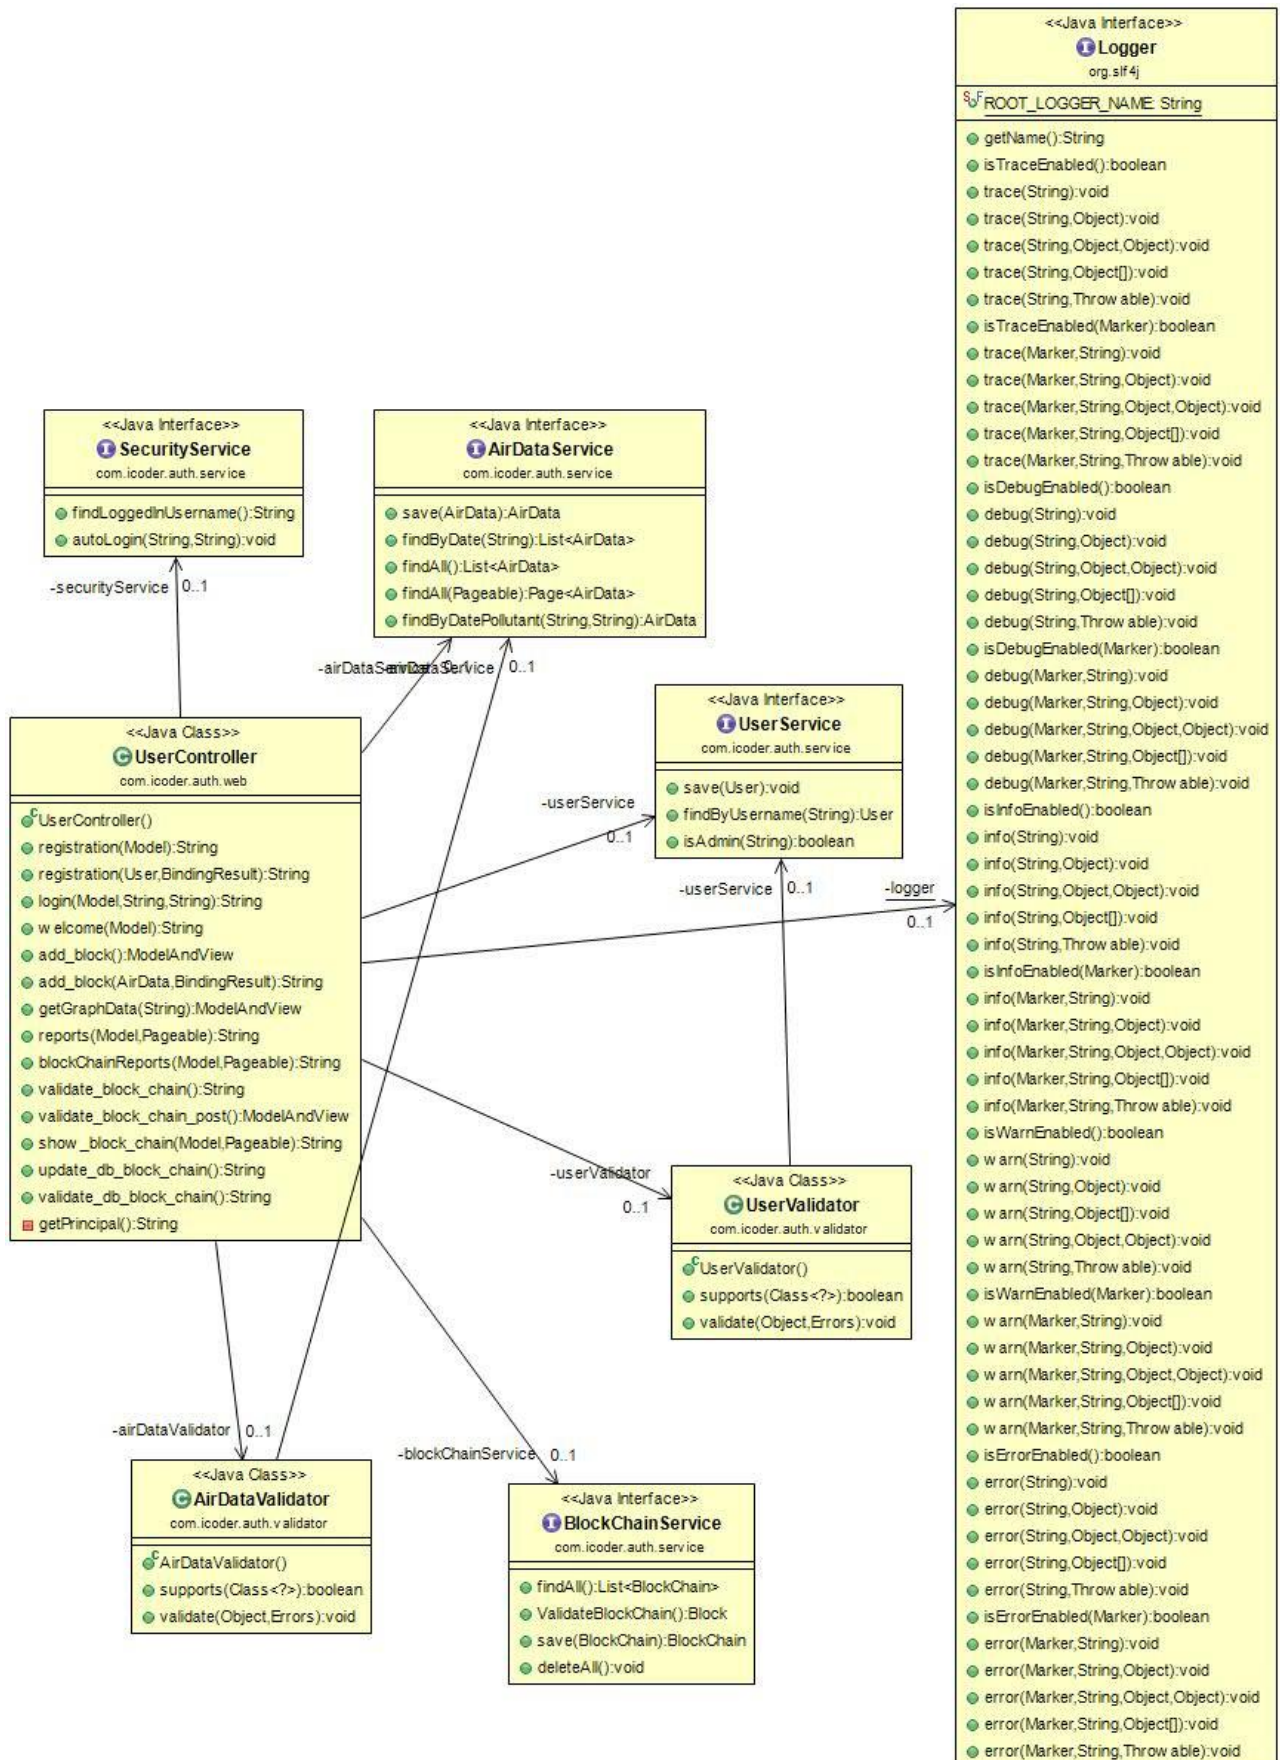 <<Java Interface>>
Logger
org.slf4j
ROOT_LOGGER_NAME: String
getName():String
isTraceEnabled():boolean
trace(String):void
trace(String,Object):void
trace(String,Object,Object):void
trace(String,Object[]):void
trace(String,Throwable):void
isTraceEnabled(Marker):boolean
trace(Marker,String):void
trace(Marker,String,Object):void
trace(Marker,String,Object,Object):void
trace(Marker,String,Object[]):void
trace(Marker,String,Throwable):void
isDebugEnabled():boolean
debug(String):void
debug(String,Object):void
debug(String,Object,Object):void
debug(String,Object[]):void
debug(String,Throwable):void
isDebugEnabled(Marker):boolean
debug(Marker,String):void
debug(Marker,String,Object):void
debug(Marker,String,Object,Object):void
debug(Marker,String,Object[]):void
debug(Marker,String,Throwable):void
isInfoEnabled():boolean
info(String):void
info(String,Object):void
info(String,Object,Object):void
info(String,Object[]):void
info(String,Throwable):void
isInfoEnabled(Marker):boolean
info(Marker,String):void
info(Marker,String,Object):void
info(Marker,String,Object,Object):void
info(Marker,String,Object[]):void
info(Marker,String,Throwable):void
isWarnEnabled():boolean
warn(String):void
warn(String,Object):void
warn(String,Object[]):void
warn(String,Object,Object):void
warn(String,Throwable):void
isWarnEnabled(Marker):boolean
warn(Marker,String):void
warn(Marker,String,Object):void
warn(Marker,String,Object,Object):void
warn(Marker,String,Object[]):void
warn(Marker,String,Throwable):void
isErrorEnabled():boolean
error(String):void
error(String,Object):void
error(String,Object,Object):void
error(String,Object[]):void
error(String,Throwable):void
isErrorEnabled(Marker):boolean
error(Marker,String):void
error(Marker,String,Object):void
error(Marker,String,Object,Object):void
error(Marker,String,Object[]):void
error(Marker,String,Throwable):void
<<Java Interface>>
SecurityService
com.icoder.auth.service
findLoggedInUsername():String
autoLogin(String,String):void
-securityService 0..1
<<Java Interface>>
AirDataService
com.icoder.auth.service
save(AirData):AirData
findByDate(String):List<AirData>
findAll():List<AirData>
findAll(Pageable):Page<AirData>
findByDatePollutant(String,String):AirData
-airDataService 0..1
-airDataService 0..1
<<Java Interface>>
UserService
com.icoder.auth.service
save(User):void
findByUsername(String):User
isAdmin(String):boolean
-userService
0..1
-userService 0..1
-logger
0..1
<<Java Class>>
UserController
com.icoder.auth.web
UserController()
registration(Model):String
registration(User,BindingResult):String
login(Model,String,String):String
welcome(Model):String
add_block():ModelAndView
add_block(AirData,BindingResult):String
getGraphData(String):ModelAndView
reports(Model,Pageable):String
blockChainReports(Model,Pageable):String
validate_block_chain():String
validate_block_chain_post():ModelAndView
show_block_chain(Model,Pageable):String
update_db_block_chain():String
validate_db_block_chain():String
getPrincipal():String
-userValidator
0..1
<<Java Class>>
UserValidator
com.icoder.auth.validator
UserValidator()
supports(Class<?>):boolean
validate(Object,Errors):void
-airDataValidator 0..1
<<Java Class>>
AirDataValidator
com.icoder.auth.validator
AirDataValidator()
supports(Class<?>):boolean
validate(Object,Errors):void
-blockChainService 0..1
<<Java Interface>>
BlockChainService
com.icoder.auth.service
findAll():List<BlockChain>
ValidateBlockChain():Block
save(BlockChain):BlockChain
deleteAll():void